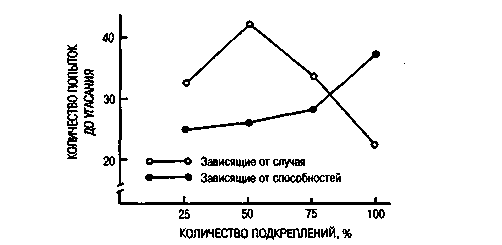 КОЛИЧЕСТВО ПОПЫТОК
ДО УГАСАНИЯ
40
30
20
Зависящие от случая
Зависящие от способностей
25 50 75 100
КОЛИЧЕСТВО ПОДКРЕПЛЕНИЙ, %